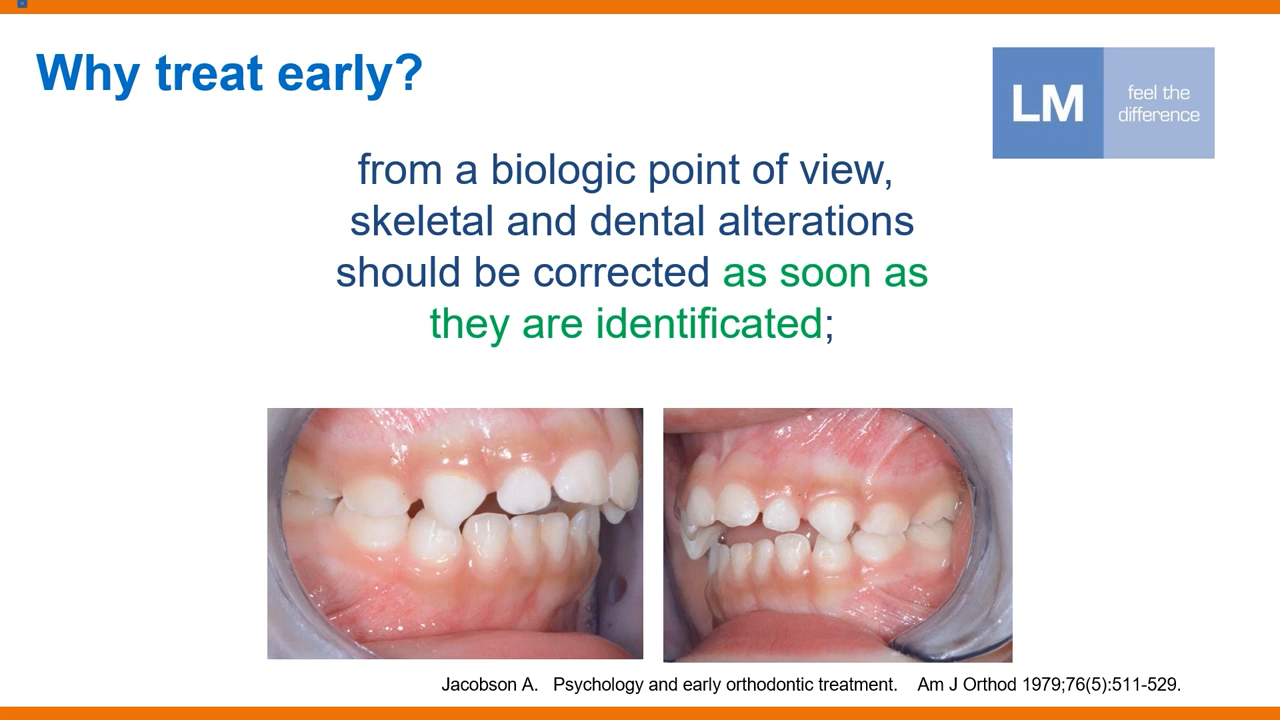 Why treat early?
LM
feel the
difference
from a biologic point of view,
skeletal and dental alterations
should be corrected as soon as
they are identificated;
Jacobson A. Psychology and early orthodontic treatment. Am J Orthod 1979;76(5):511-529.